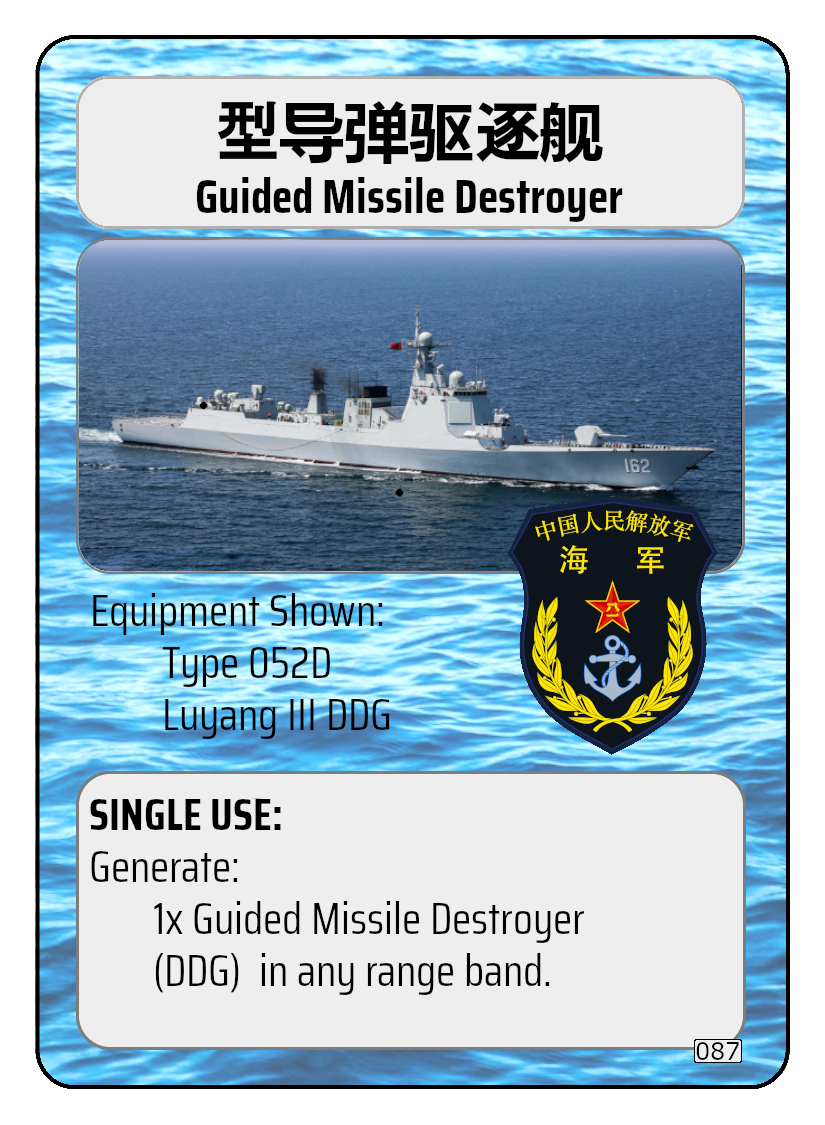 型导弹驱逐舰
Guided Missile Destroyer
162
中国人民解放军
海 军
Equipment Shown:
Type 052D
Luyang III DDG
SINGLE USE:
Generate:
1x Guided Missile Destroyer
(DDG) in any range band.
087